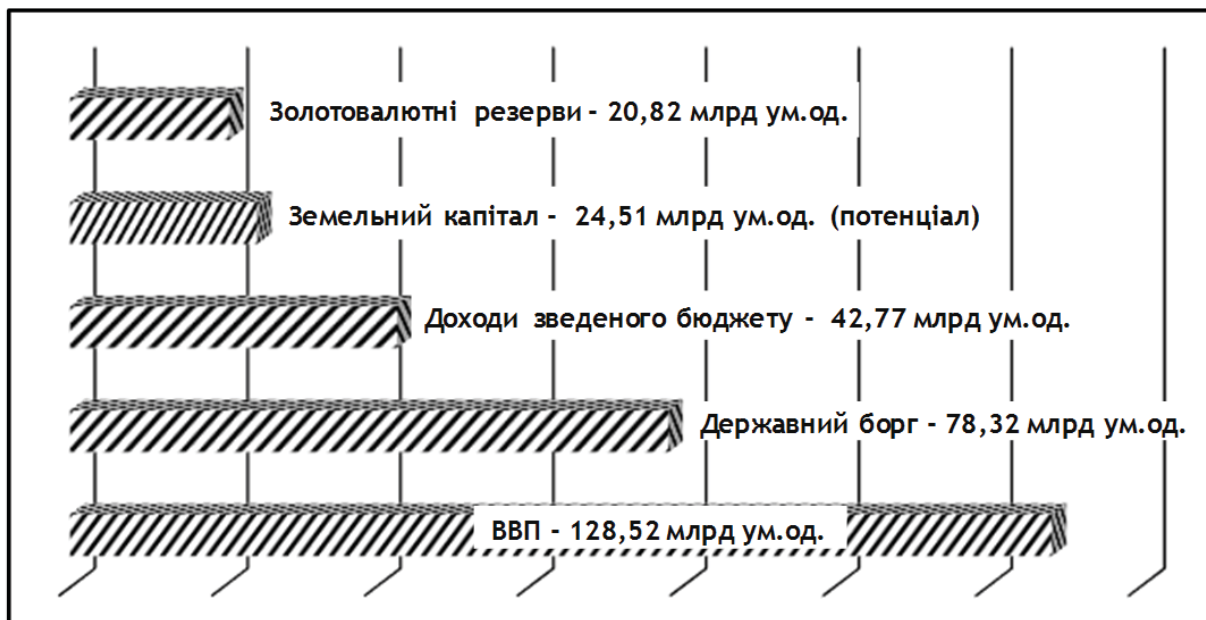 Золотовалютні резерви - 20,82 млрд ум.од.
Земельний капітал - 24,51 млрд ум.од. (потенціал)
Доходи зведеного бюджету - 42,77 млрд ум.од.
Державний борг - 78,32 млрд ум.од.
ВВП - 128,52 млрд ум.од.